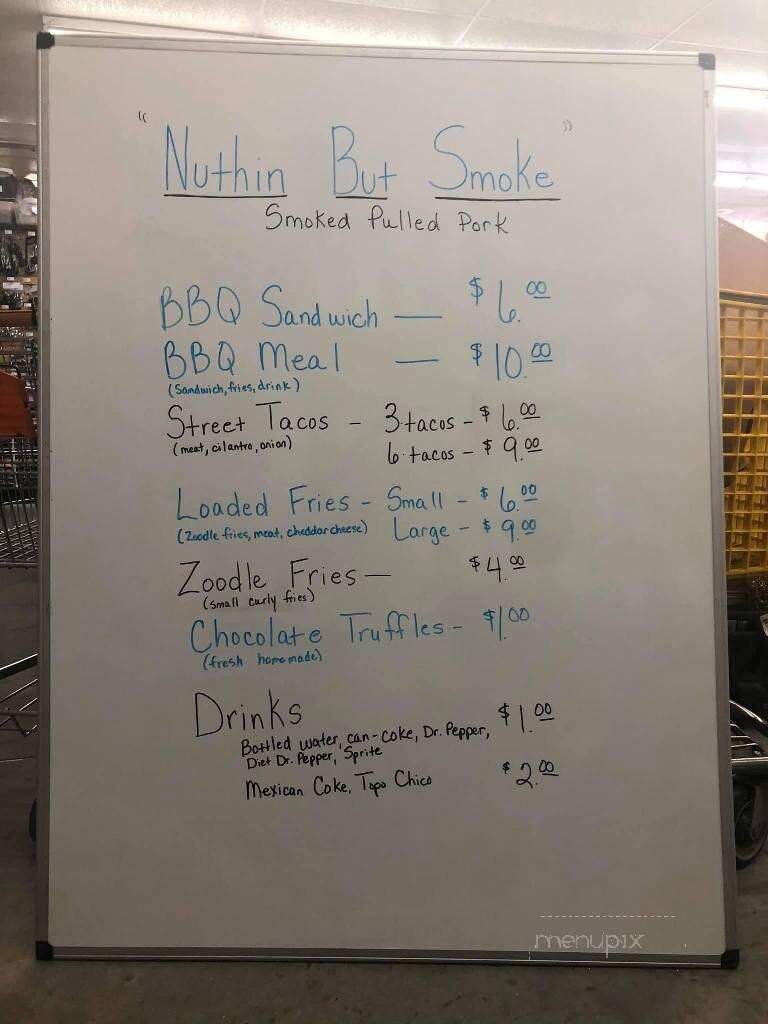 "Nuthin But Smoke"
Smoked Pulled Pork
BBQ Sandwich — $6.00
BBQ Meal — $10.00
(Sandwich, fries, drink)
Street Tacos - 3 tacos - $6.00
(meat, cilantro, onion) 6 tacos - $9.00
Loaded Fries - Small - $6.00
(Zoodle fries, meat, cheddar cheese) Large - $9.00
Zoodle Fries — $4.00
(small curly fries)
Chocolate Truffles - $1.00
(fresh homemade)
Drinks $1.00
Bottled water, can-coke, Dr. Pepper,
Diet Dr. Pepper, Sprite
Mexican Coke, Topo Chico $2.00
menupix